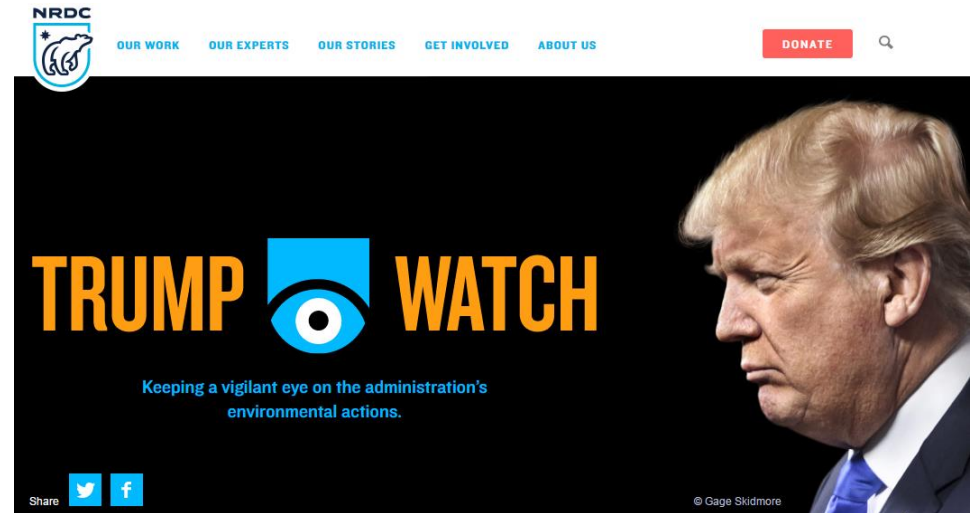 NRDC
OUR WORK OUR EXPERTS OUR STORIES GET INVOLVED ABOUT US DONATE
TRUMP WATCH
Keeping a vigilant eye on the administration's
environmental actions.
Share
© Gage Skidmore